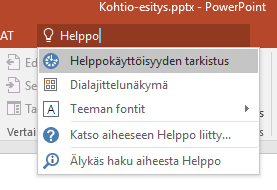 Kohtio-esitys.pptx - PowerPoint
AT
Helppo
Helppokäyttöisyyden tarkistus
Dialajittelunäkymä
Teeman fontit
Katso aiheeseen Helppo liitty...
Älykäs haku aiheesta Helppo
Ed
Se
Vertai